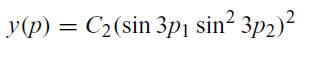 y(p) = C₂(sin 3p₁ sin² 3p₂)²